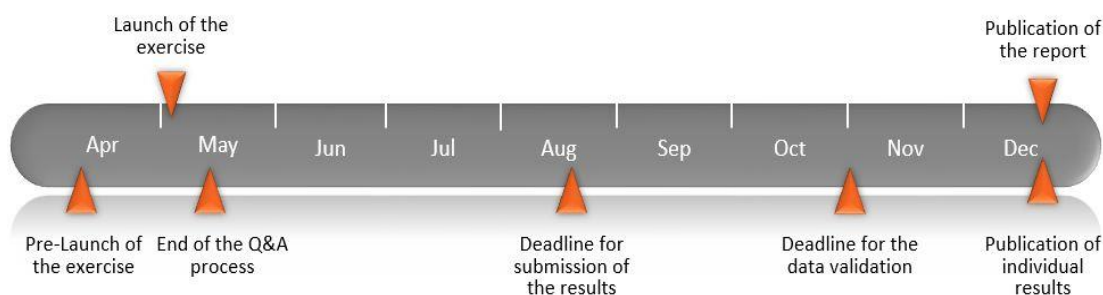 Launch of the
exercise
Publication of
the report
Apr
May
Jun
Jul
Aug
Sep
Oct
Nov
Dec
Pre-Launch of
the exercise
End of the Q&A
process
Deadline for
submission of
the results
Deadline for the
data validation
Publication of
individual
results